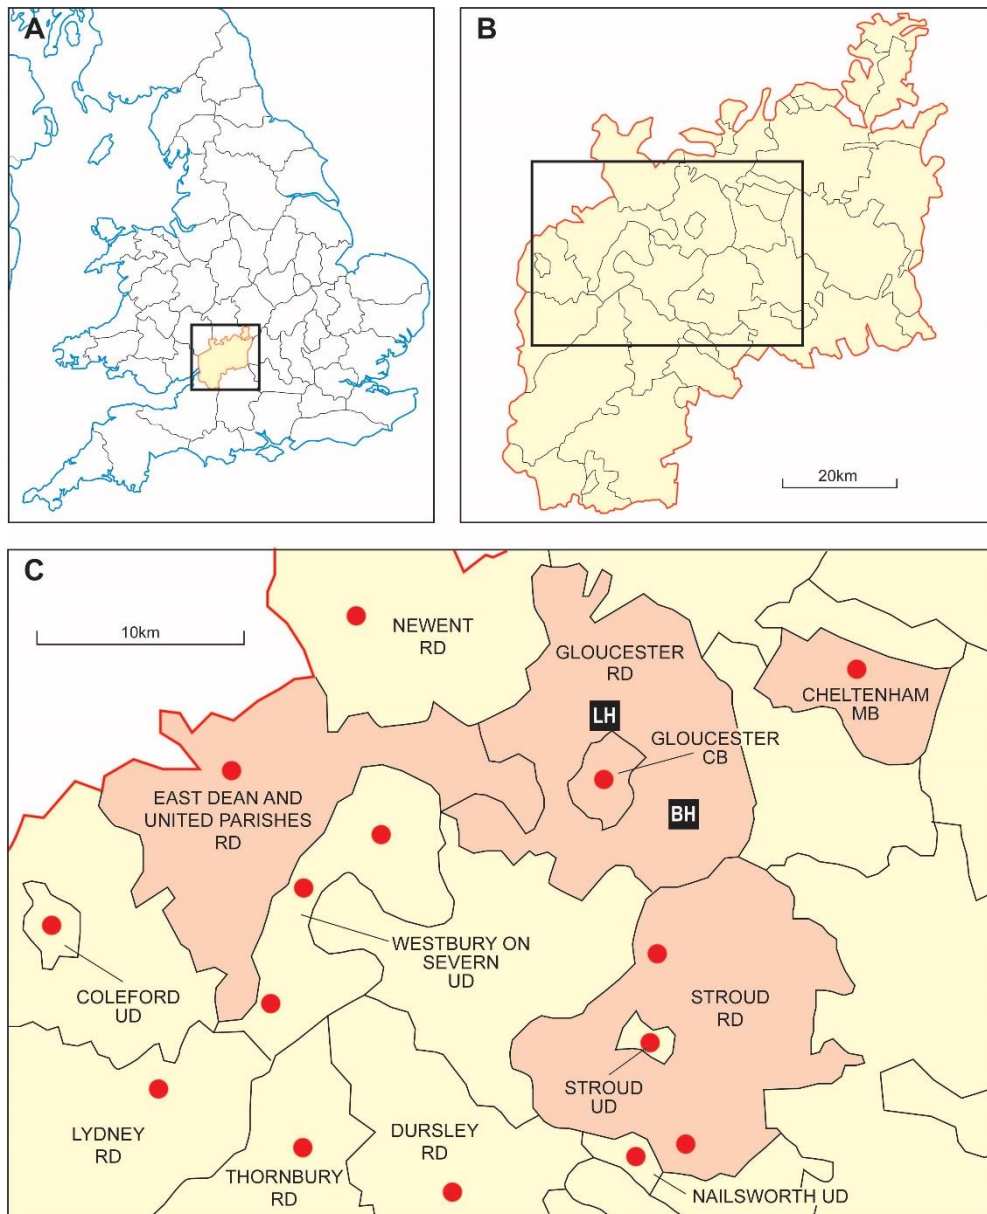 A
B
20km
C
10km
NEWENT
RD
GLOUCESTER
RD
CHELTENHAM
MB
LH
GLOUCESTER
CB
EAST DEAN AND
UNITED PARISHES
RD
BH
WESTBURY ON
SEVERN
UD
COLEFORD
UD
STROUD
RD
STROUD
UD
LYDNEY
RD
DURSLEY
RD
THORNBURY
RD
NAILSWORTH UD